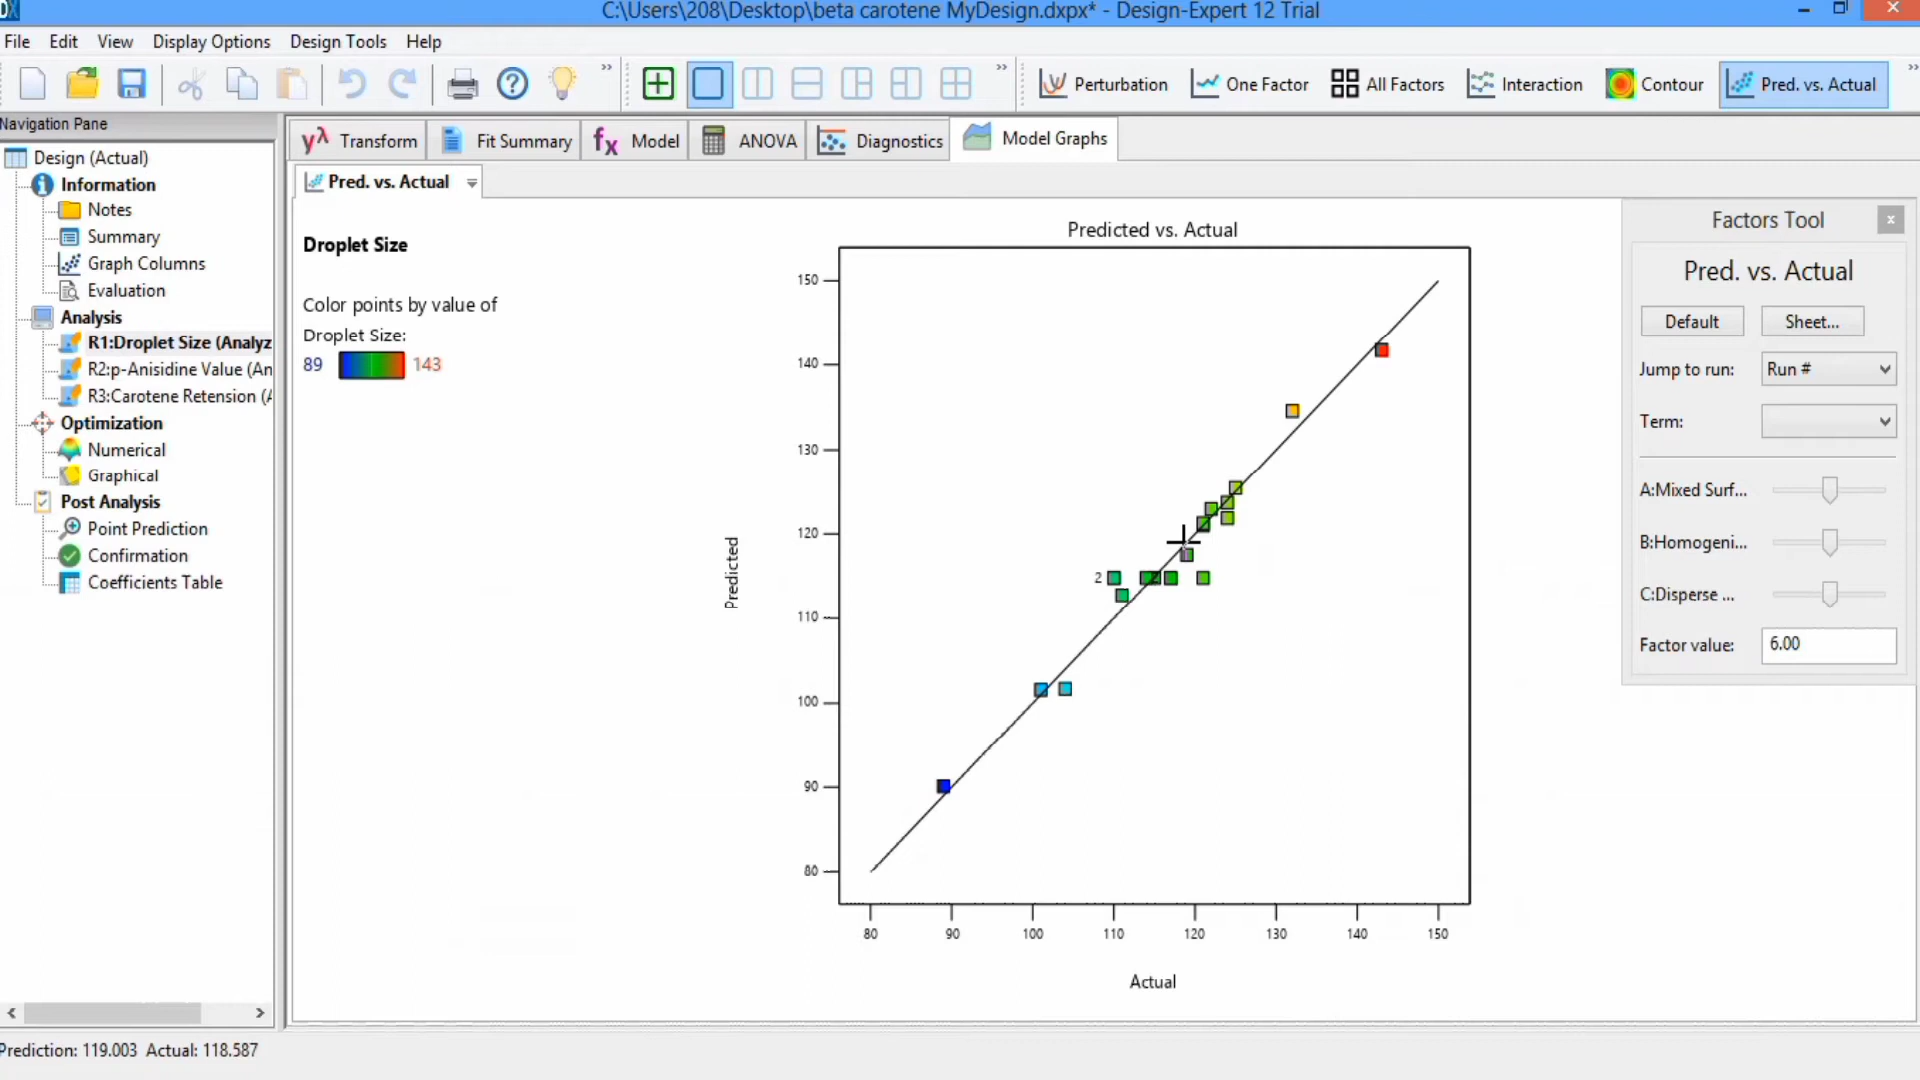 DX
C:\Users\208\Desktop\beta carotene MyDesign.dxpx* - Design-Expert 12 Trial
File Edit View Display Options Design Tools Help
Perturbation One Factor All Factors Interaction Contour Pred. vs. Actual
Navigation Pane
Design (Actual)
Information
Notes
Summary
Graph Columns
Evaluation
Analysis
R1:Droplet Size (Analyz
R2:p-Anisidine Value (An
R3:Carotene Retension (A
Optimization
Numerical
Graphical
Post Analysis
Point Prediction
Confirmation
Coefficients Table
yλ Transform Fit Summary fx Model ANOVA Diagnostics Model Graphs
Pred. vs. Actual
Droplet Size
Color points by value of
Droplet Size:
89 143
Predicted vs. Actual
150
140
130
120
110
100
90
80
Predicted
2
2
80 90 100 110 120 130 140 150
Actual
Factors Tool
Pred. vs. Actual
Default Sheet...
Jump to run: Run #
Term:
A:Mixed Surf...
B:Homogeni...
C:Disperse ...
Factor value: 6.00
Prediction: 119.003 Actual: 118.587